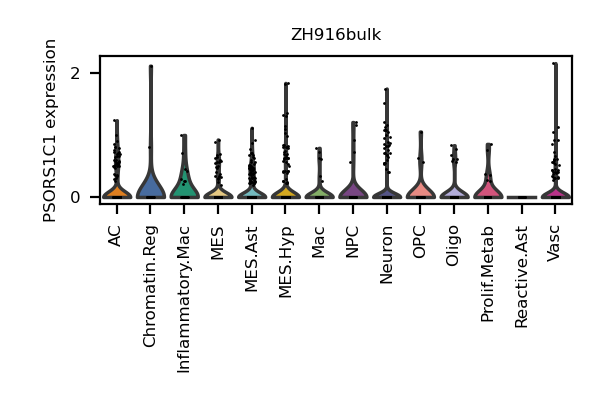 ZH916bulk
PSORS1C1 expression
2
0
AC
Chromatin.Reg
Inflammatory.Mac
MES
MES.Ast
MES.Hyp
Mac
NPC
Neuron
OPC
Oligo
Prolif.Metab
Reactive.Ast
Vasc